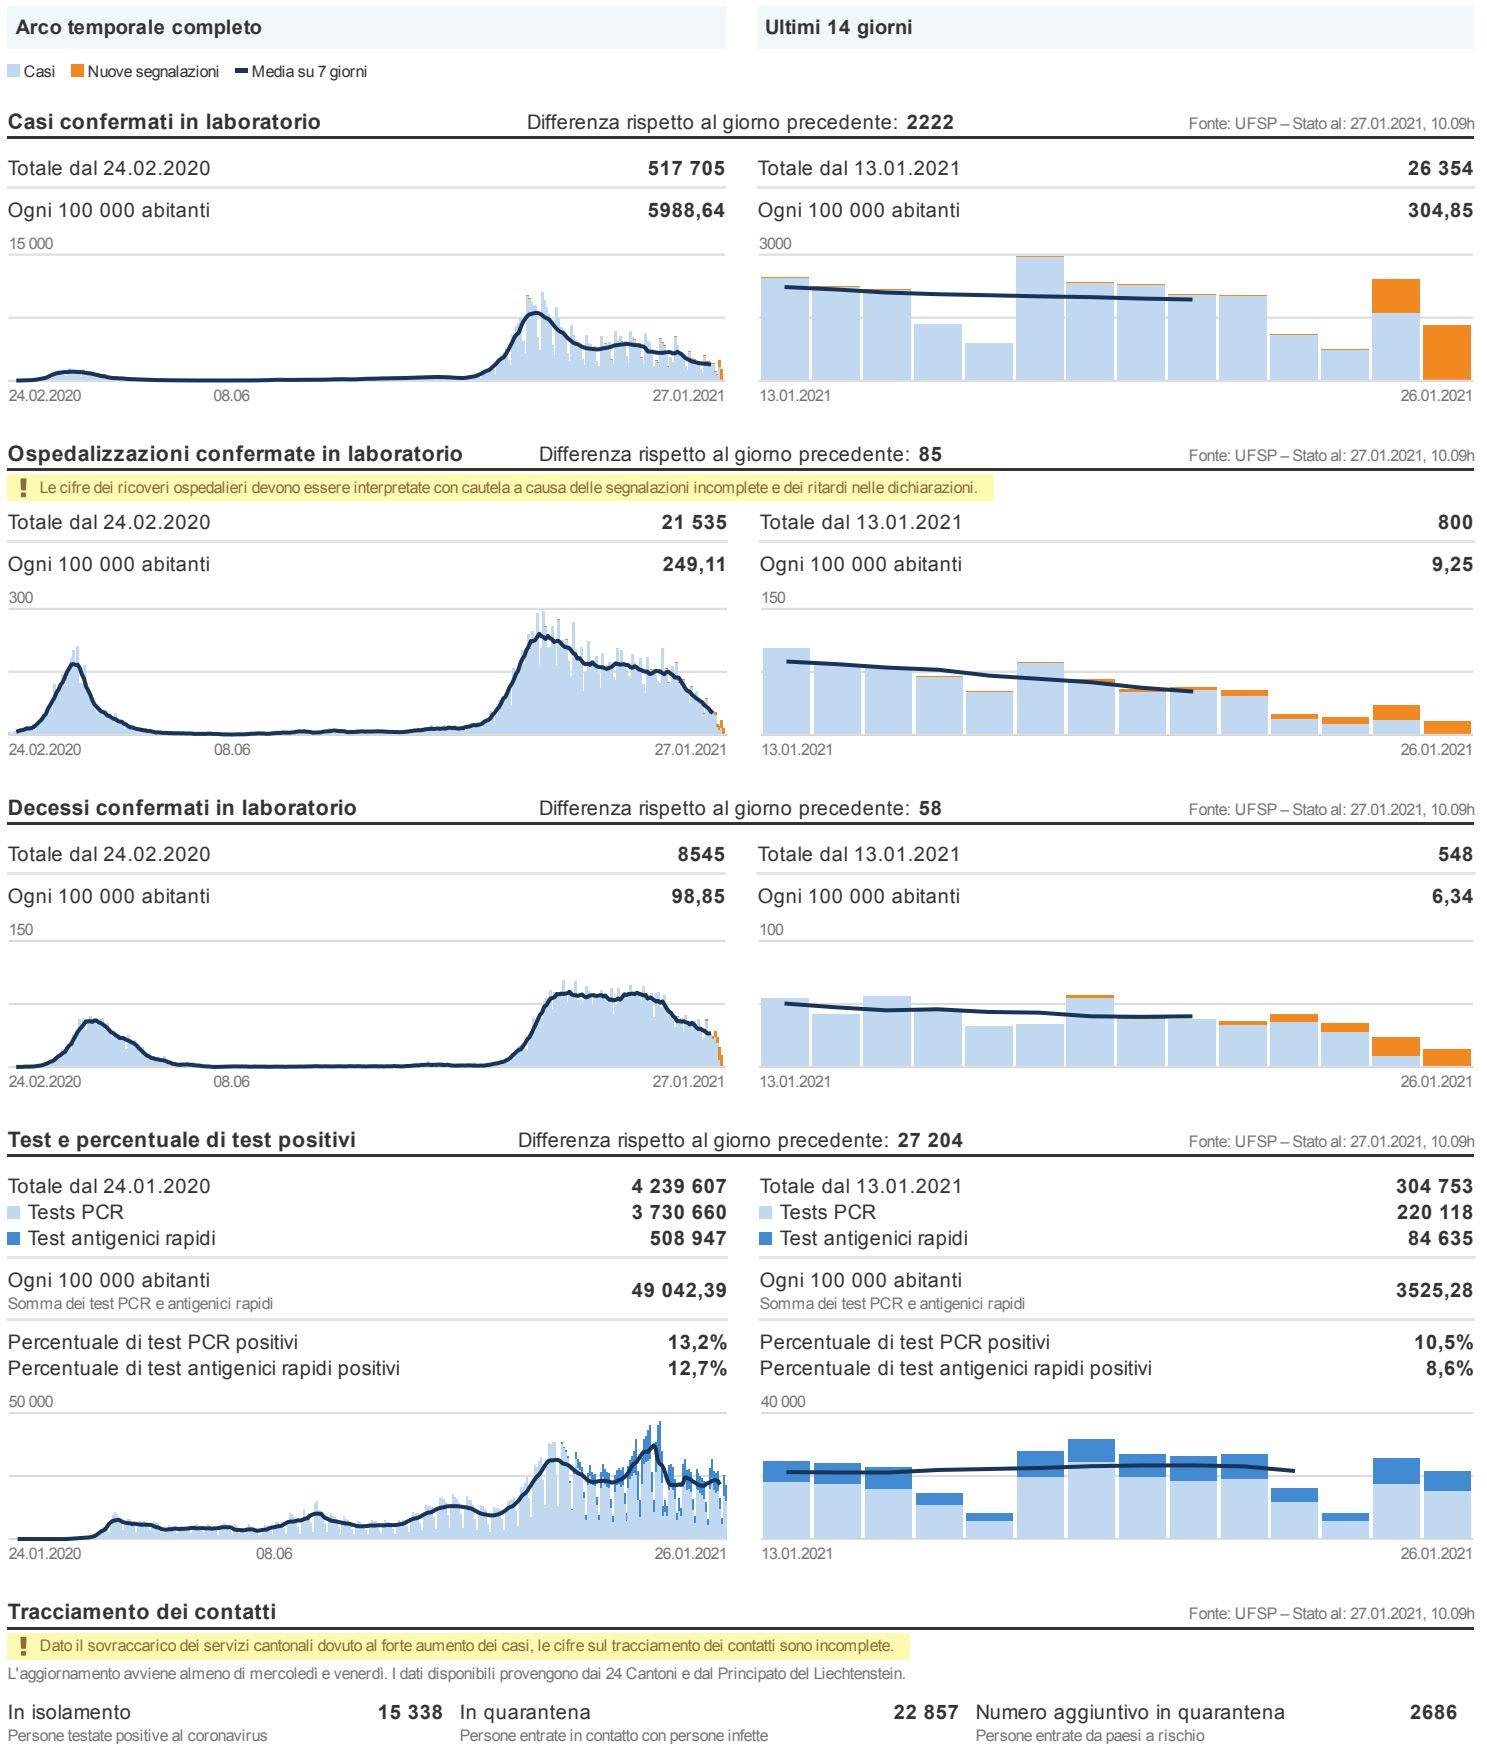 Arco temporale completo
Ultimi 14 giorni
Casi
Nuove segnalazioni
Media su 7 giorni
Casi confermati in laboratorio
Differenza rispetto al giorno precedente: 2222
Fonte: UFSP – Stato al: 27.01.2021, 10.09h
Totale dal 24.02.2020 517 705
Ogni 100 000 abitanti 5988,64
15 000
24.02.2020 08.06 27.01.2021
Totale dal 13.01.2021 26 354
Ogni 100 000 abitanti 304,85
3000
13.01.2021 26.01.2021
Ospedalizzazioni confermate in laboratorio
Differenza rispetto al giorno precedente: 85
Fonte: UFSP – Stato al: 27.01.2021, 10.09h
! Le cifre dei ricoveri ospedalieri devono essere interpretate con cautela a causa delle segnalazioni incomplete e dei ritardi nelle dichiarazioni.
Totale dal 24.02.2020 21 535
Ogni 100 000 abitanti 249,11
300
24.02.2020 08.06 27.01.2021
Totale dal 13.01.2021 800
Ogni 100 000 abitanti 9,25
150
13.01.2021 26.01.2021
Decessi confermati in laboratorio
Differenza rispetto al giorno precedente: 58
Fonte: UFSP – Stato al: 27.01.2021, 10.09h
Totale dal 24.02.2020 8545
Ogni 100 000 abitanti 98,85
150
24.02.2020 08.06 27.01.2021
Totale dal 13.01.2021 548
Ogni 100 000 abitanti 6,34
100
13.01.2021 26.01.2021
Test e percentuale di test positivi
Differenza rispetto al giorno precedente: 27 204
Fonte: UFSP – Stato al: 27.01.2021, 10.09h
Totale dal 24.01.2020 4 239 607
Tests PCR 3 730 660
Test antigenici rapidi 508 947
Ogni 100 000 abitanti 49 042,39
Somma dei test PCR e antigenici rapidi
Percentuale di test PCR positivi 13,2%
Percentuale di test antigenici rapidi positivi 12,7%
50 000
24.01.2020 08.06 26.01.2021
Totale dal 13.01.2021 304 753
Tests PCR 220 118
Test antigenici rapidi 84 635
Ogni 100 000 abitanti 3525,28
Somma dei test PCR e antigenici rapidi
Percentuale di test PCR positivi 10,5%
Percentuale di test antigenici rapidi positivi 8,6%
40 000
13.01.2021 26.01.2021
Tracciamento dei contatti
Fonte: UFSP – Stato al: 27.01.2021, 10.09h
! Dato il sovraccarico dei servizi cantonali dovuto al forte aumento dei casi, le cifre sul tracciamento dei contatti sono incomplete.
L'aggiornamento avviene almeno di mercoledì e venerdì. I dati disponibili provengono dai 24 Cantoni e dal Principato del Liechtenstein.
In isolamento 15 338
Persone testate positive al coronavirus
In quarantena 22 857
Persone entrate in contatto con persone infette
Numero aggiuntivo in quarantena 2686
Persone entrate da paesi a rischio